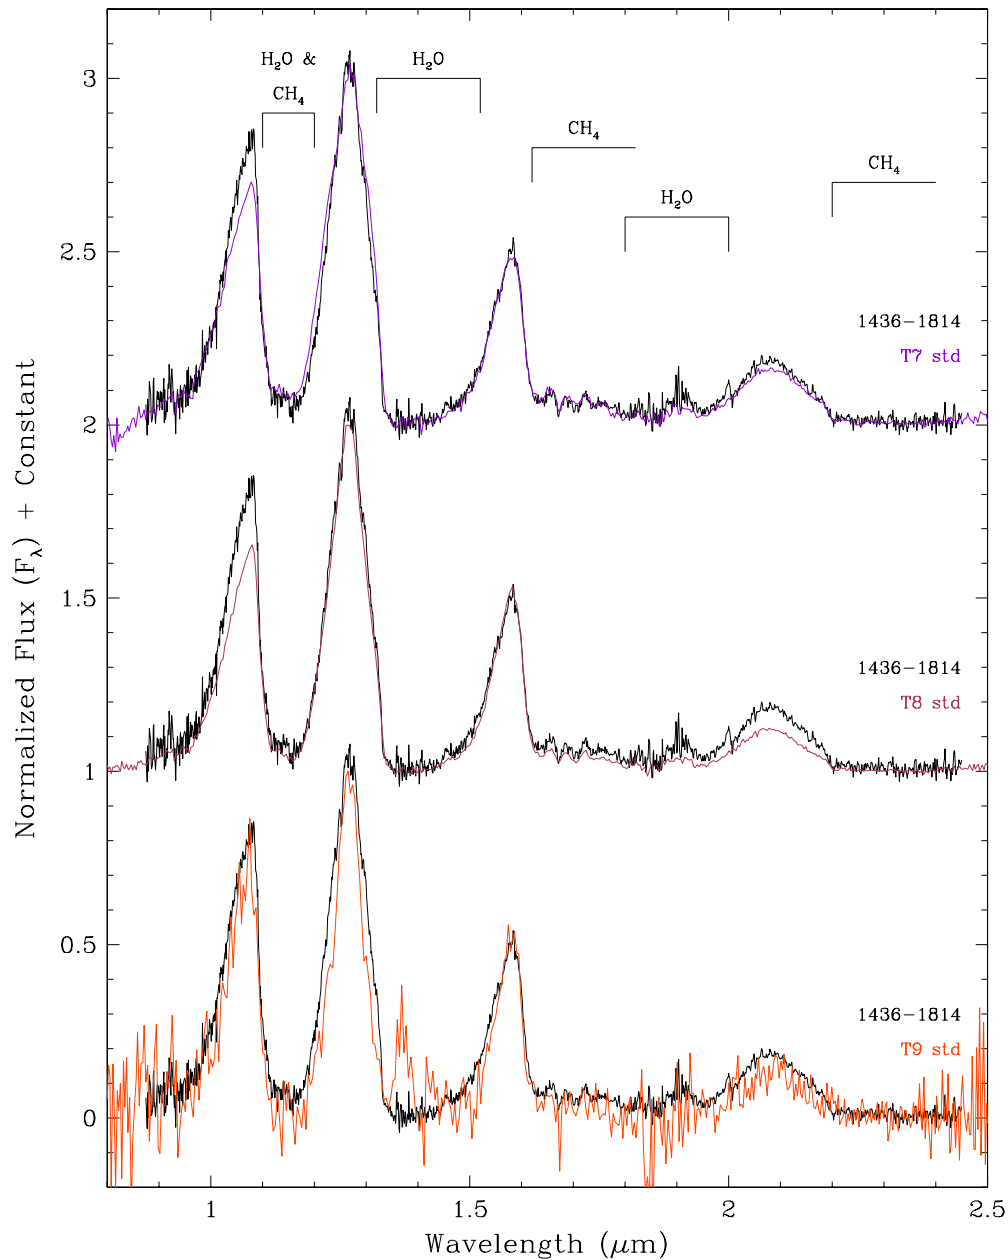 H₂O &
CH₄
H₂O
CH₄
CH₄
H₂O
3
2.5
2
1.5
1
0.5
0
1436−1814
T7 std
1436−1814
T8 std
1436−1814
T9 std
Normalized Flux (F_λ) + Constant
1
1.5
2
2.5
Wavelength (μm)